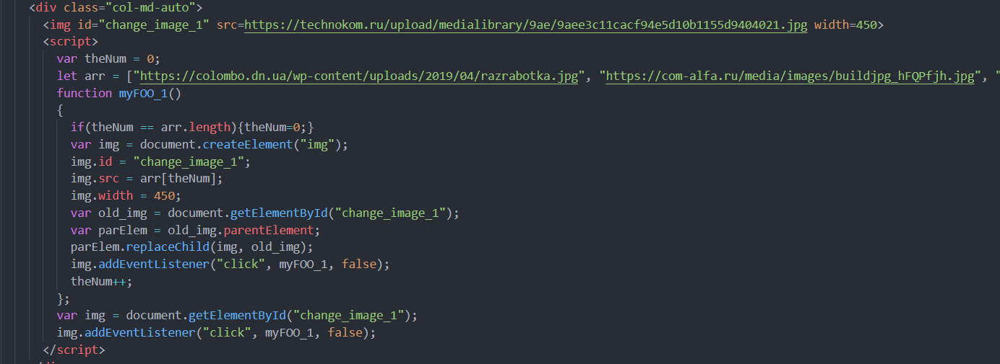 <div class="col-md-auto">
<img id="change_image_1" src=https://technokom.ru/upload/medialibrary/9ae/9aee3c11cacf94e5d10b1155d9404021.jpg width=450>
<script>
var theNum = 0;
let arr = ["https://colombo.dn.ua/wp-content/uploads/2019/04/razrabotka.jpg", "https://com-alfa.ru/media/images/buildjpg_hFQPfjh.jpg", "
function myFOO_1()
{
if(theNum == arr.length){theNum=0;}
var img = document.createElement("img");
img.id = "change_image_1";
img.src = arr[theNum];
img.width = 450;
var old_img = document.getElementById("change_image_1");
var parElem = old_img.parentElement;
parElem.replaceChild(img, old_img);
img.addEventListener("click", myFOO_1, false);
theNum++;
};
var img = document.getElementById("change_image_1");
img.addEventListener("click", myFOO_1, false);
</script>